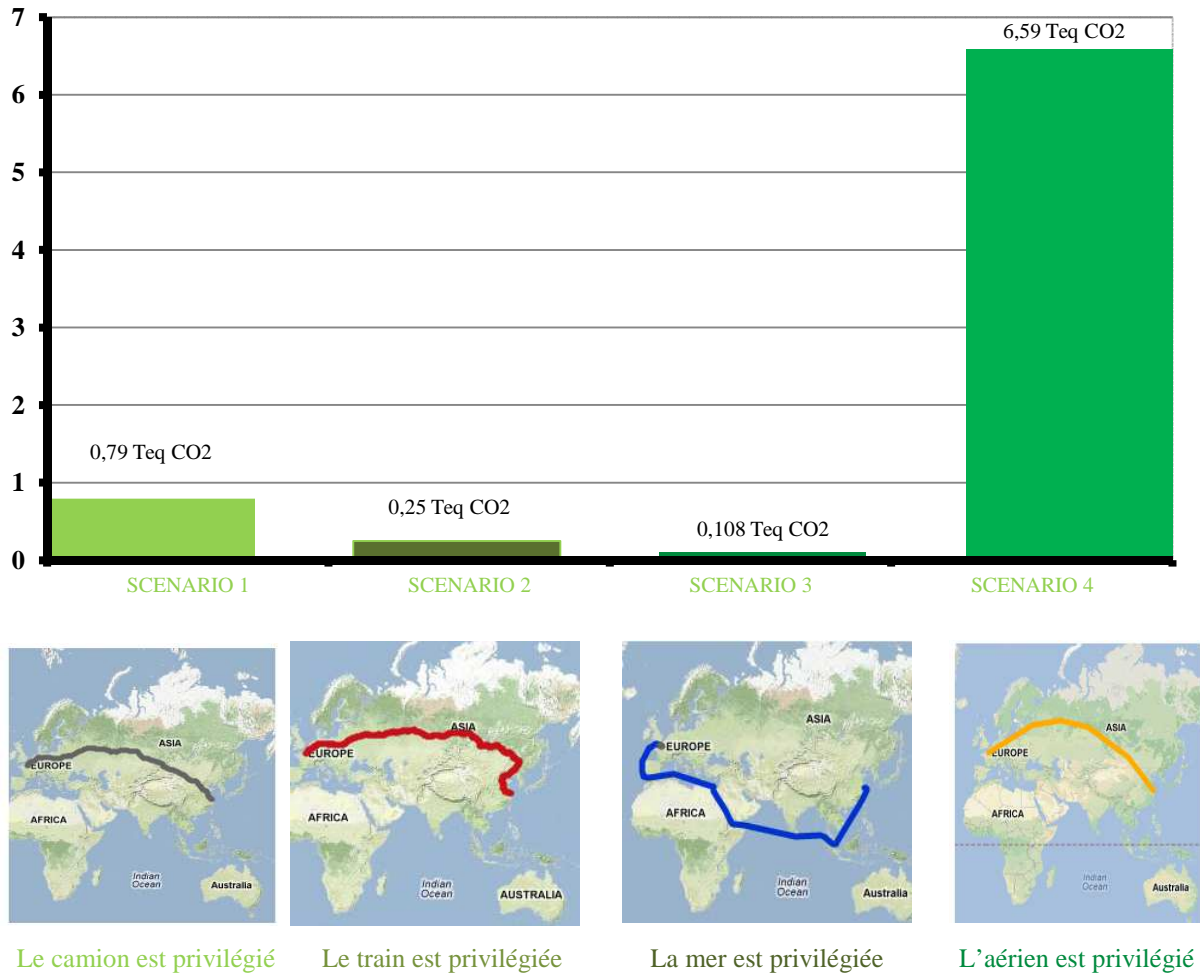 7
6,59 Teq CO2
6
5
4
3
2
0,79 Teq CO2
1
0,25 Teq CO2
0,108 Teq CO2
0
SCENARIO 1
SCENARIO 2
SCENARIO 3
SCENARIO 4
ASIA
EUROPE
AFRICA
Indian
Ocean
Australia
ASIA
EUROPE
AFRICA
Indian
Ocean
AUSTRALIA
ASIA
EUROPE
AFRICA
Indian
Ocean
Australia
ASIA
EUROPE
AFRICA
Indian
Ocean
Australia
Le camion est privilégié
Le train est privilégiée
La mer est privilégiée
L'aérien est privilégié